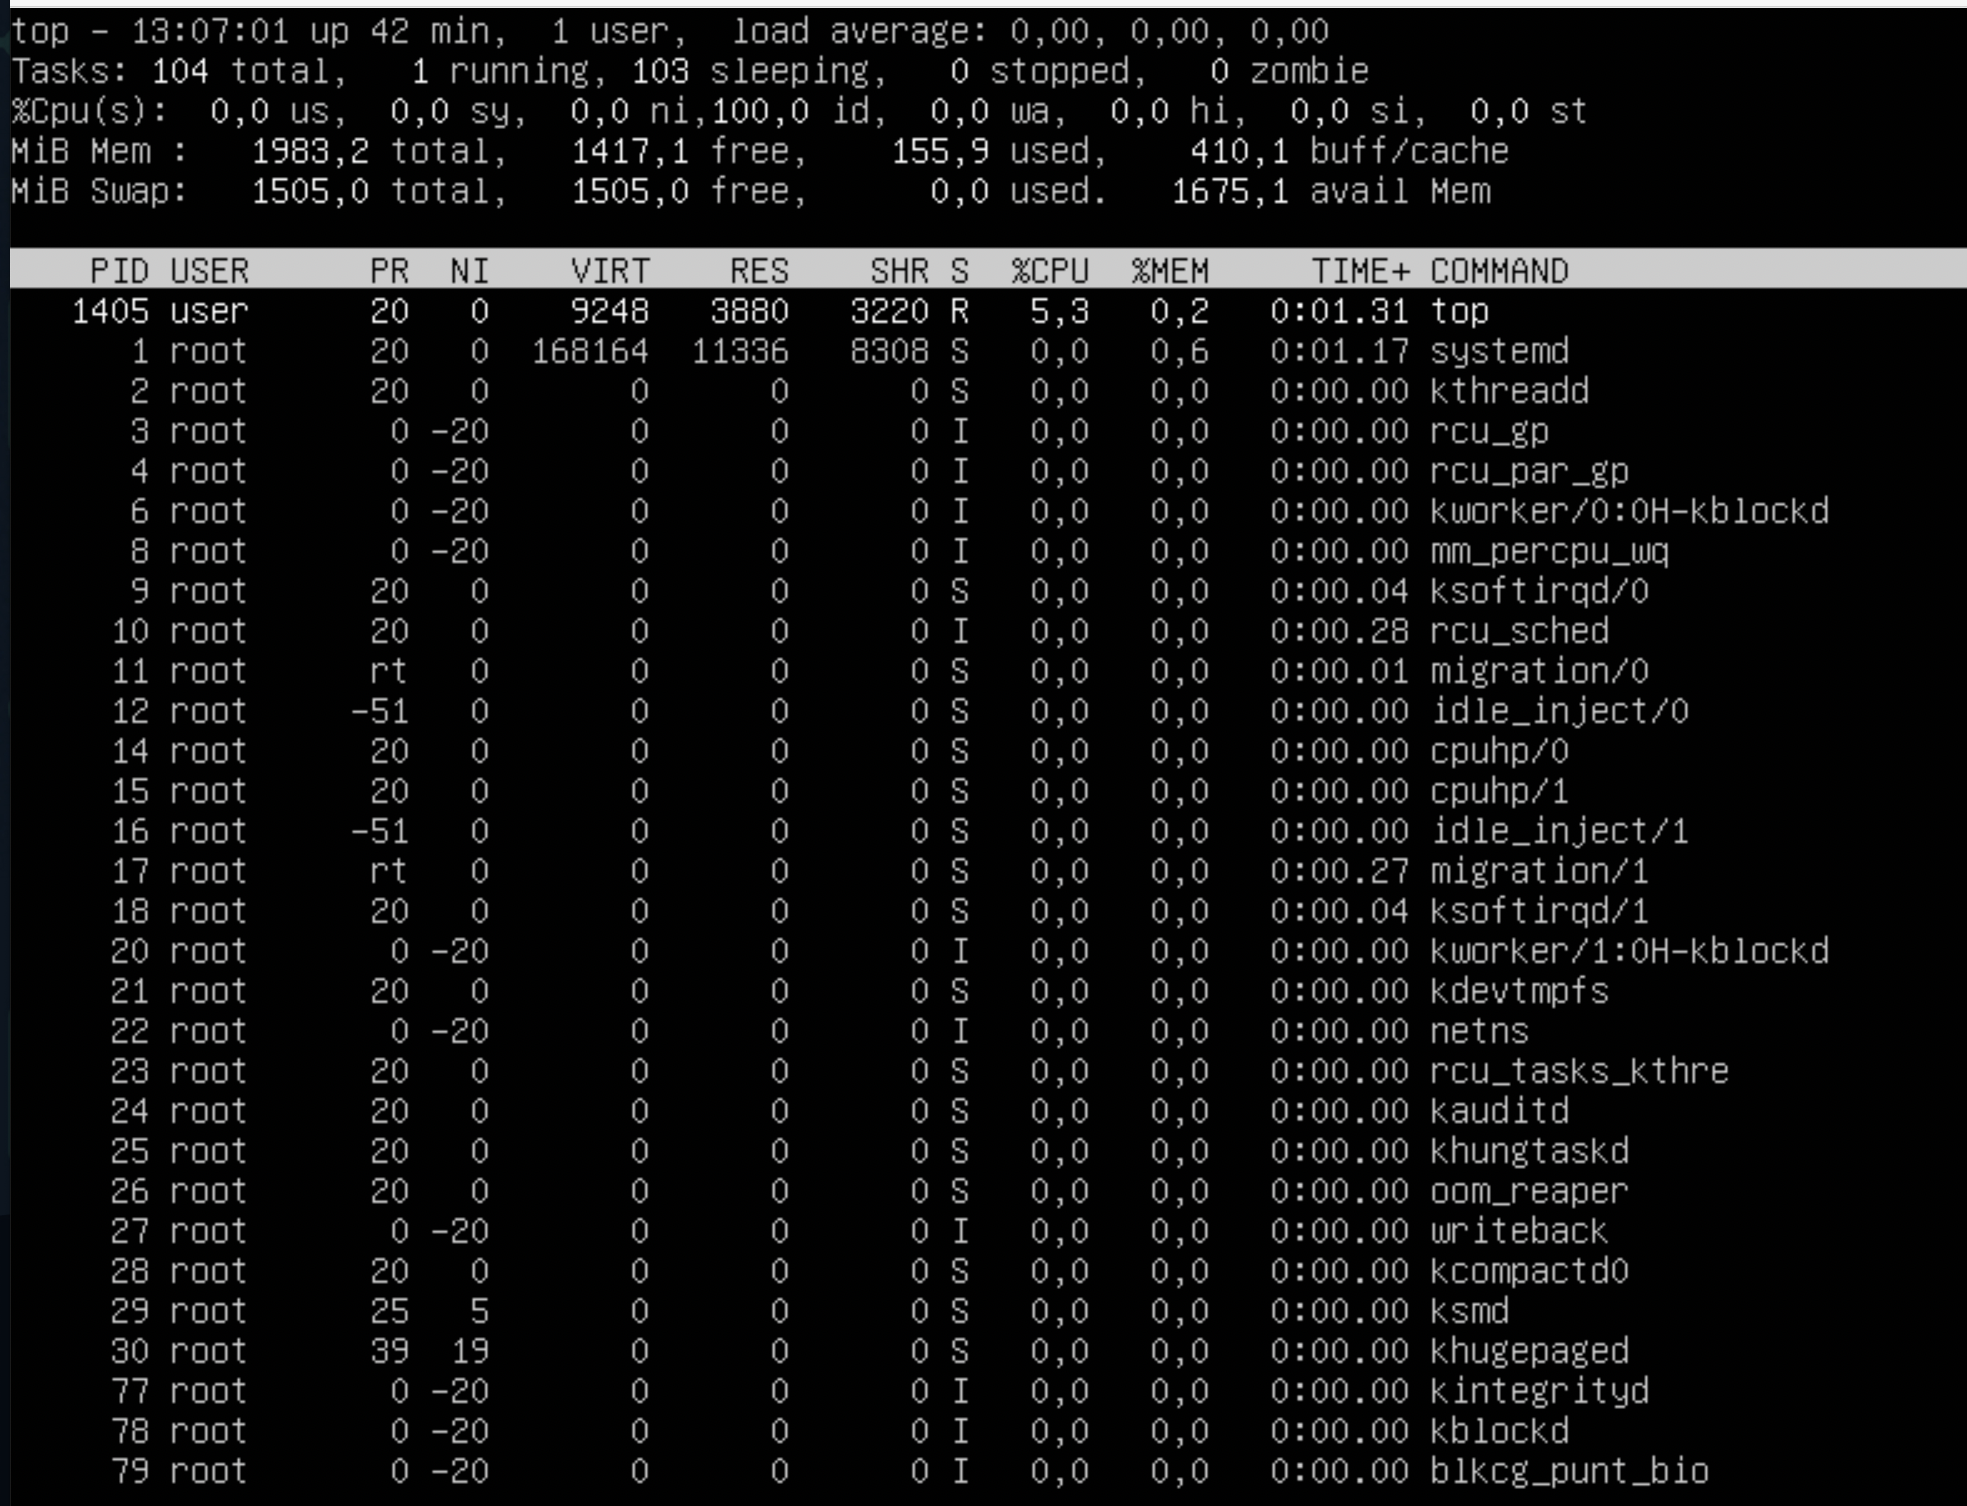 top - 13:07:01 up 42 min,  1 user,  load average: 0,00, 0,00, 0,00
Tasks: 104 total,   1 running, 103 sleeping,   0 stopped,   0 zombie
%Cpu(s):  0,0 us,  0,0 sy,  0,0 ni,100,0 id,  0,0 wa,  0,0 hi,  0,0 si,  0,0 st
MiB Mem :   1983,2 total,   1417,1 free,    155,9 used,    410,1 buff/cache
MiB Swap:   1505,0 total,   1505,0 free,      0,0 used.   1675,1 avail Mem
PID USER PR NI VIRT RES SHR S %CPU %MEM TIME+ COMMAND
1405 user 20 0 9248 3880 3220 R 5,3 0,2 0:01.31 top
1 root 20 0 168164 11336 8308 S 0,0 0,6 0:01.17 systemd
2 root 20 0 0 0 0 S 0,0 0,0 0:00.00 kthreadd
3 root 0 -20 0 0 0 I 0,0 0,0 0:00.00 rcu_gp
4 root 0 -20 0 0 0 I 0,0 0,0 0:00.00 rcu_par_gp
6 root 0 -20 0 0 0 I 0,0 0,0 0:00.00 kworker/0:0H-kblockd
8 root 0 -20 0 0 0 I 0,0 0,0 0:00.00 mm_percpu_wq
9 root 20 0 0 0 0 S 0,0 0,0 0:00.04 ksoftirqd/0
10 root 20 0 0 0 0 I 0,0 0,0 0:00.28 rcu_sched
11 root rt 0 0 0 0 S 0,0 0,0 0:00.01 migration/0
12 root -51 0 0 0 0 S 0,0 0,0 0:00.00 idle_inject/0
14 root 20 0 0 0 0 S 0,0 0,0 0:00.00 cpuhp/0
15 root 20 0 0 0 0 S 0,0 0,0 0:00.00 cpuhp/1
16 root -51 0 0 0 0 S 0,0 0,0 0:00.00 idle_inject/1
17 root rt 0 0 0 0 S 0,0 0,0 0:00.27 migration/1
18 root 20 0 0 0 0 S 0,0 0,0 0:00.04 ksoftirqd/1
20 root 0 -20 0 0 0 I 0,0 0,0 0:00.00 kworker/1:0H-kblockd
21 root 20 0 0 0 0 S 0,0 0,0 0:00.00 kdevtmpfs
22 root 0 -20 0 0 0 I 0,0 0,0 0:00.00 netns
23 root 20 0 0 0 0 S 0,0 0,0 0:00.00 rcu_tasks_kthre
24 root 20 0 0 0 0 S 0,0 0,0 0:00.00 kauditd
25 root 20 0 0 0 0 S 0,0 0,0 0:00.00 khungtaskd
26 root 20 0 0 0 0 S 0,0 0,0 0:00.00 oom_reaper
27 root 0 -20 0 0 0 I 0,0 0,0 0:00.00 writeback
28 root 20 0 0 0 0 S 0,0 0,0 0:00.00 kcompactd0
29 root 25 5 0 0 0 S 0,0 0,0 0:00.00 ksmd
30 root 39 19 0 0 0 S 0,0 0,0 0:00.00 khugepaged
77 root 0 -20 0 0 0 I 0,0 0,0 0:00.00 kintegrityd
78 root 0 -20 0 0 0 I 0,0 0,0 0:00.00 kblockd
79 root 0 -20 0 0 0 I 0,0 0,0 0:00.00 blkcg_punt_bio